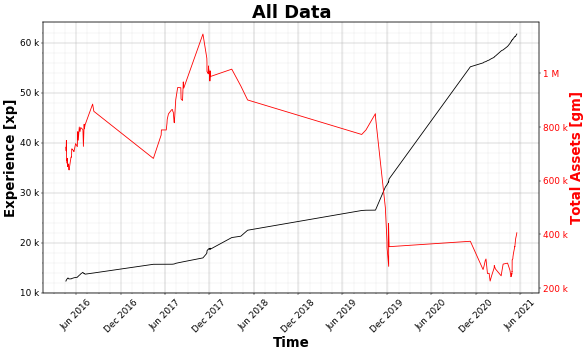 All Data
Experience [xp]
60 k
50 k
40 k
30 k
20 k
10 k
Total Assets [gm]
1 M
800 k
600 k
400 k
200 k
Jun 2016
Dec 2016
Jun 2017
Dec 2017
Jun 2018
Dec 2018
Jun 2019
Dec 2019
Jun 2020
Dec 2020
Jun 2021
Time